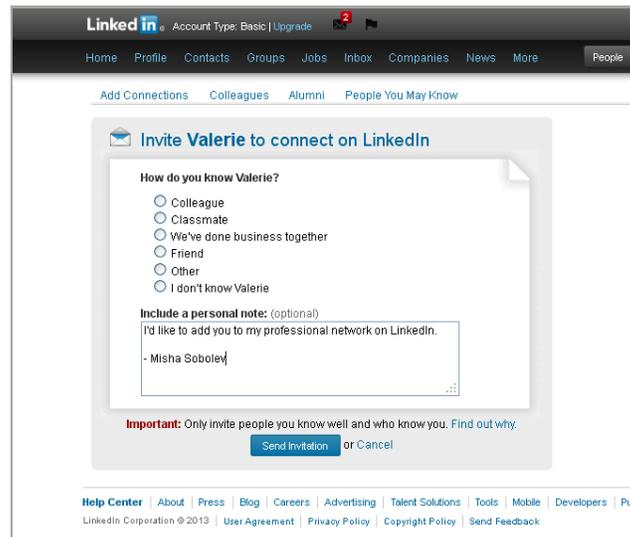 Linked in® Account Type: Basic | Upgrade 2
Home Profile Contacts Groups Jobs Inbox Companies News More People
Add Connections Colleagues Alumni People You May Know
Invite Valerie to connect on LinkedIn
How do you know Valerie?
Colleague
Classmate
We've done business together
Friend
Other
I don't know Valerie
Include a personal note: (optional)
I'd like to add you to my professional network on LinkedIn.
- Misha Sobolev
Important: Only invite people you know well and who know you. Find out why.
Send Invitation or Cancel
Help Center | About | Press | Blog | Careers | Advertising | Talent Solutions | Tools | Mobile | Developers |
LinkedIn Corporation © 2013 | User Agreement | Privacy Policy | Copyright Policy | Send Feedback